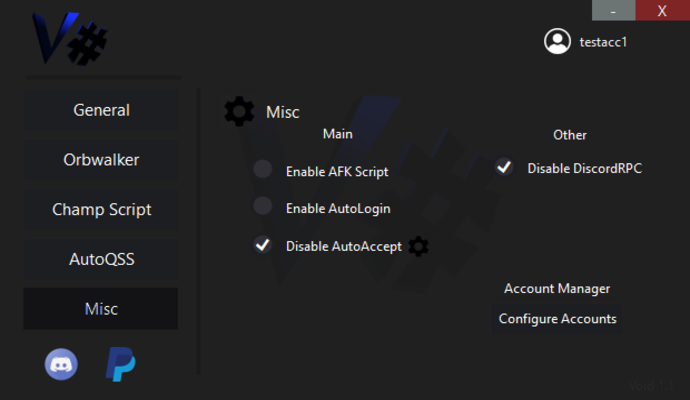 V#
-
X
testacc1
General
Orbwalker
Champ Script
AutoQSS
Misc
Misc
Main
Enable AFK Script
Enable AutoLogin
Disable AutoAccept
Other
Disable DiscordRPC
Account Manager
Configure Accounts